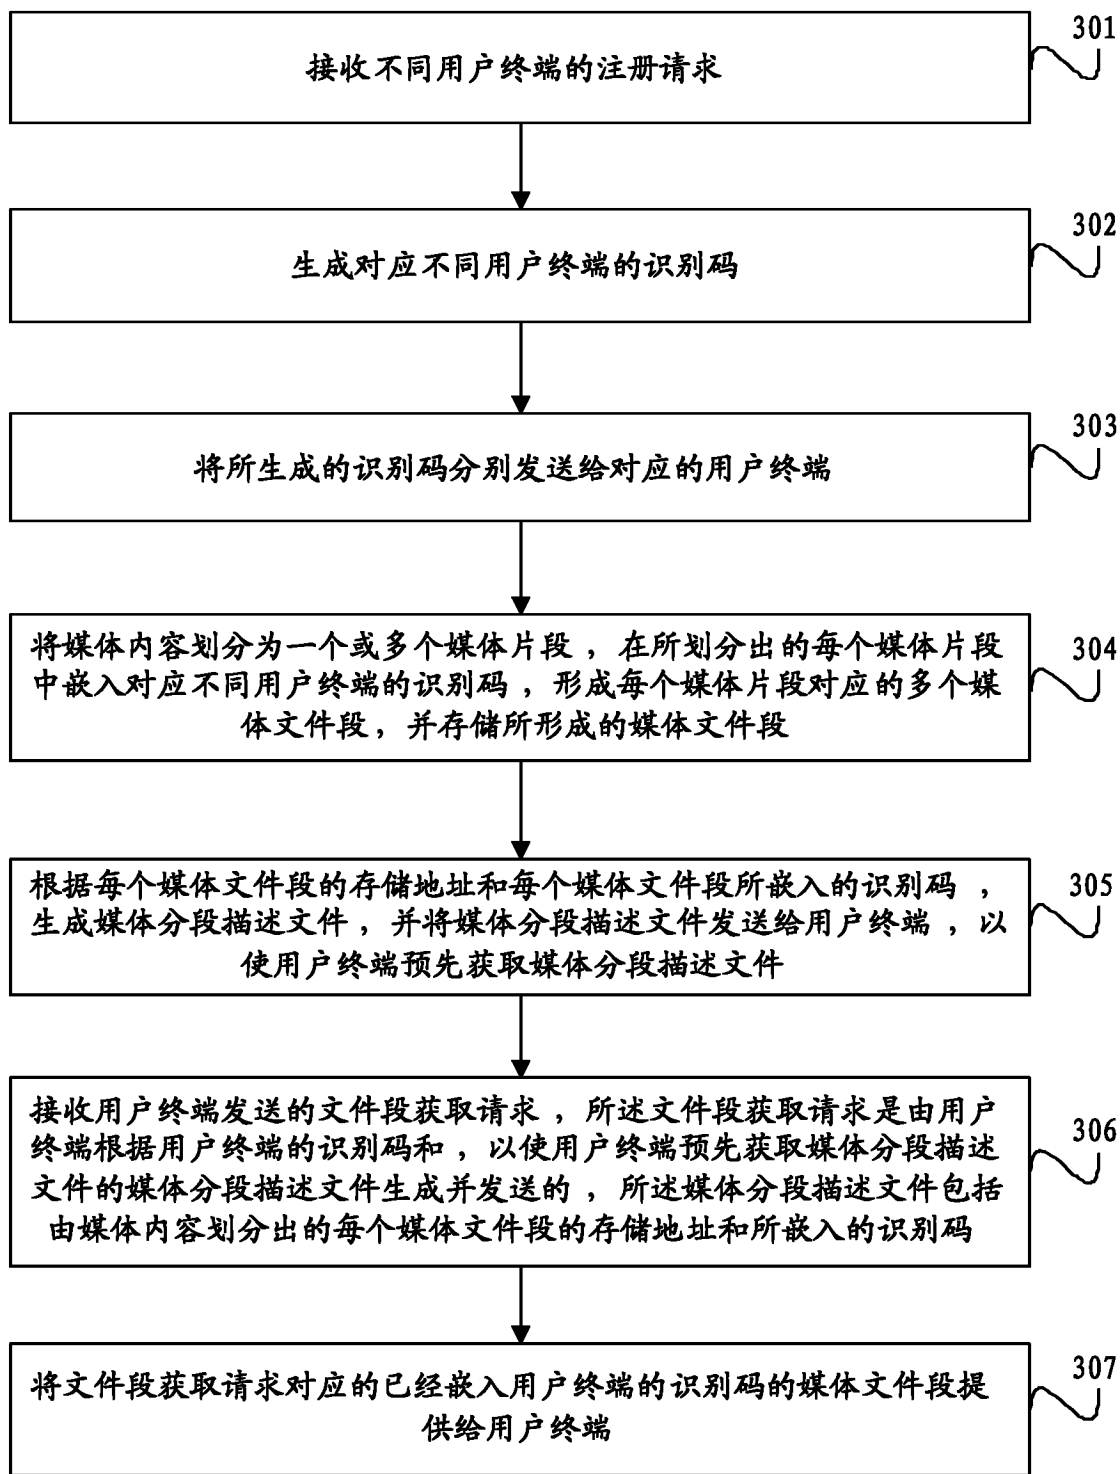 301
接收不同用户终端的注册请求
302
生成对应不同用户终端的识别码
303
将所生成的识别码分别发送给对应的用户终端
304
将媒体内容划分为一个或多个媒体片段，在所划分出的每个媒体片段
中嵌入对应不同用户终端的识别码，形成每个媒体片段对应的多个媒
体文件段，并存储所形成的媒体文件段
305
根据每个媒体文件段的存储地址和每个媒体文件段所嵌入的识别码，
生成媒体分段描述文件，并将媒体分段描述文件发送给用户终端，以
使用户终端预先获取媒体分段描述文件
306
接收用户终端发送的文件段获取请求，所述文件段获取请求是由用户
终端根据用户终端的识别码和，以使用户终端预先获取媒体分段描述
文件的媒体分段描述文件生成并发送的，所述媒体分段描述文件包括
由媒体内容划分出的每个媒体文件段的存储地址和所嵌入的识别码
307
将文件段获取请求对应的已经嵌入用户终端的识别码的媒体文件段提
供给用户终端